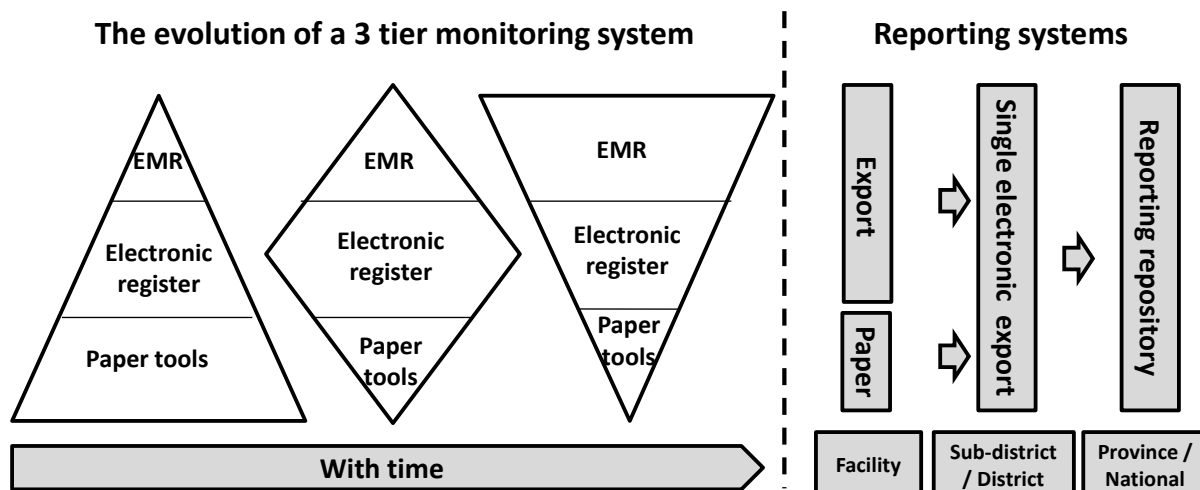 The evolution of a 3 tier monitoring system
EMR
Electronic
register
Paper tools
EMR
Electronic
register
Paper
tools
EMR
Electronic
register
Paper
tools
With time
Reporting systems
Export
Paper
Single electronic export
Reporting repository
Facility
Sub-district
/ District
Province /
National